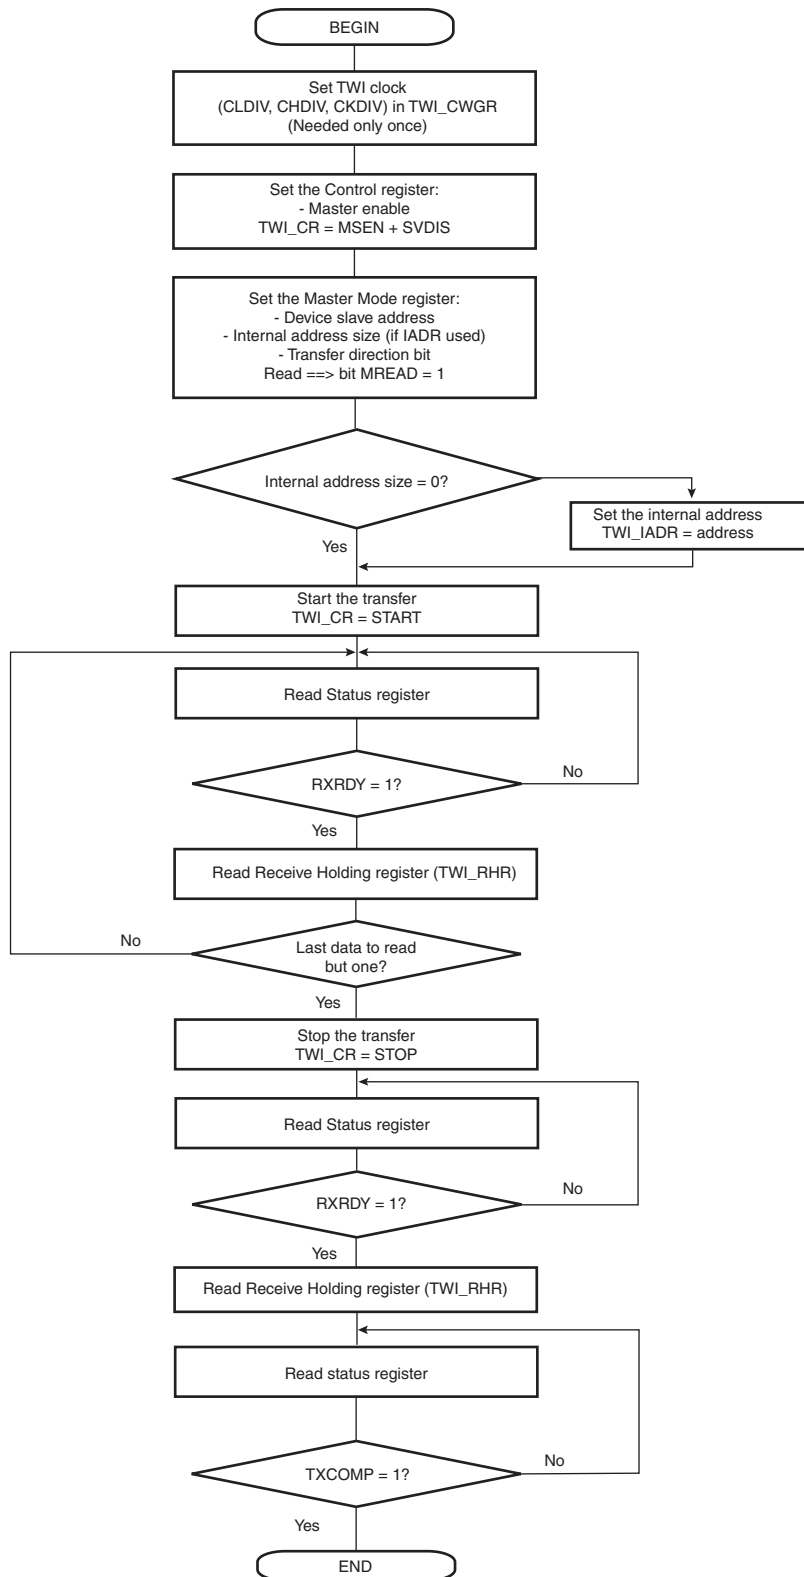 BEGIN
Set TWI clock
(CLDIV, CHDIV, CKDIV) in TWI_CWGR
(Needed only once)
Set the Control register:
- Master enable
TWI_CR = MSEN + SVDIS
Set the Master Mode register:
- Device slave address
- Internal address size (if IADR used)
- Transfer direction bit
Read ==> bit MREAD = 1
Internal address size = 0?
Set the internal address
TWI_IADR = address
Yes
Start the transfer
TWI_CR = START
Read Status register
RXRDY = 1?
No
Yes
Read Receive Holding register (TWI_RHR)
No
Last data to read
but one?
Yes
Stop the transfer
TWI_CR = STOP
Read Status register
RXRDY = 1?
No
Yes
Read Receive Holding register (TWI_RHR)
Read status register
TXCOMP = 1?
No
Yes
END